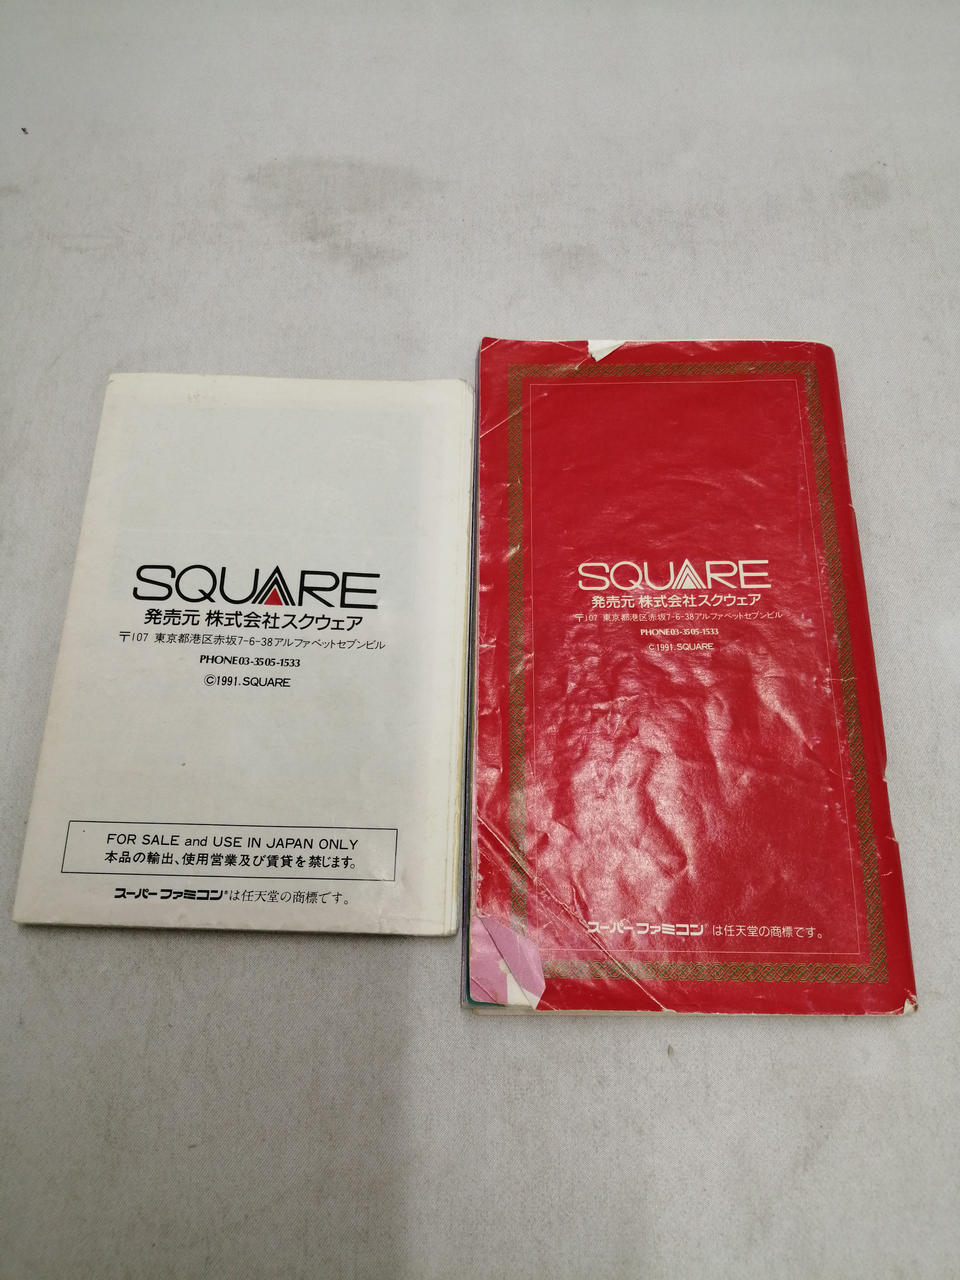 SQUARE
発売元 株式会社スクウェア
〒107 東京都港区赤坂7-6-38アルファベットセブンビル
PHONE03-3505-1533
©1991.SQUARE
FOR SALE and USE IN JAPAN ONLY
本品の輸出、使用営業及び賃貸を禁じます。
スーパーファミコン®は任天堂の商標です。
SQUARE
発売元 株式会社スクウェア
〒107 東京都港区赤坂7-6-38アルファベットセブンビル
PHONE03-3505-1533
©1991.SQUARE
スーパーファミコン®は任天堂の商標です。